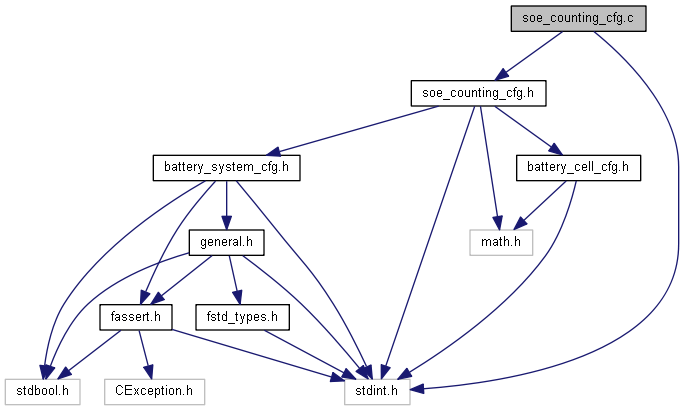 soe_counting_cfg.c
soe_counting_cfg.h
battery_system_cfg.h
battery_cell_cfg.h
general.h
math.h
fassert.h
fstd_types.h
stdbool.h
CException.h
stdint.h